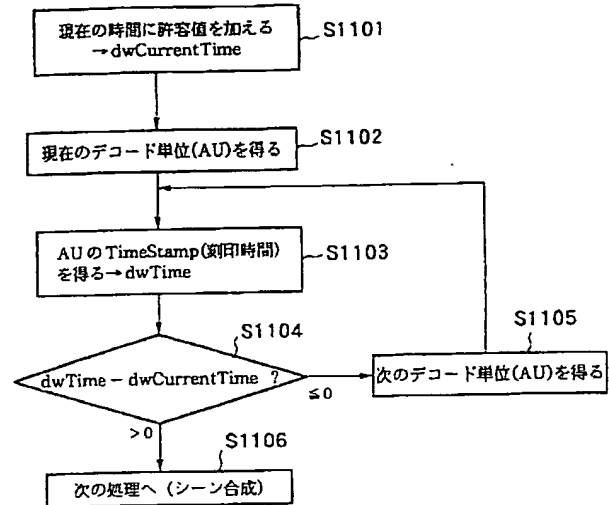 現在の時間に許容値を加える
→dwCurrentTime
S1101
現在のデコード単位(AU)を得る
S1102
AUのTimeStamp(刻印時間)
を得る→dwTime
S1103
S1104
dwTime－dwCurrentTime ?
≦0
>0
S1105
次のデコード単位(AU)を得る
S1106
次の処理へ（シーン合成）